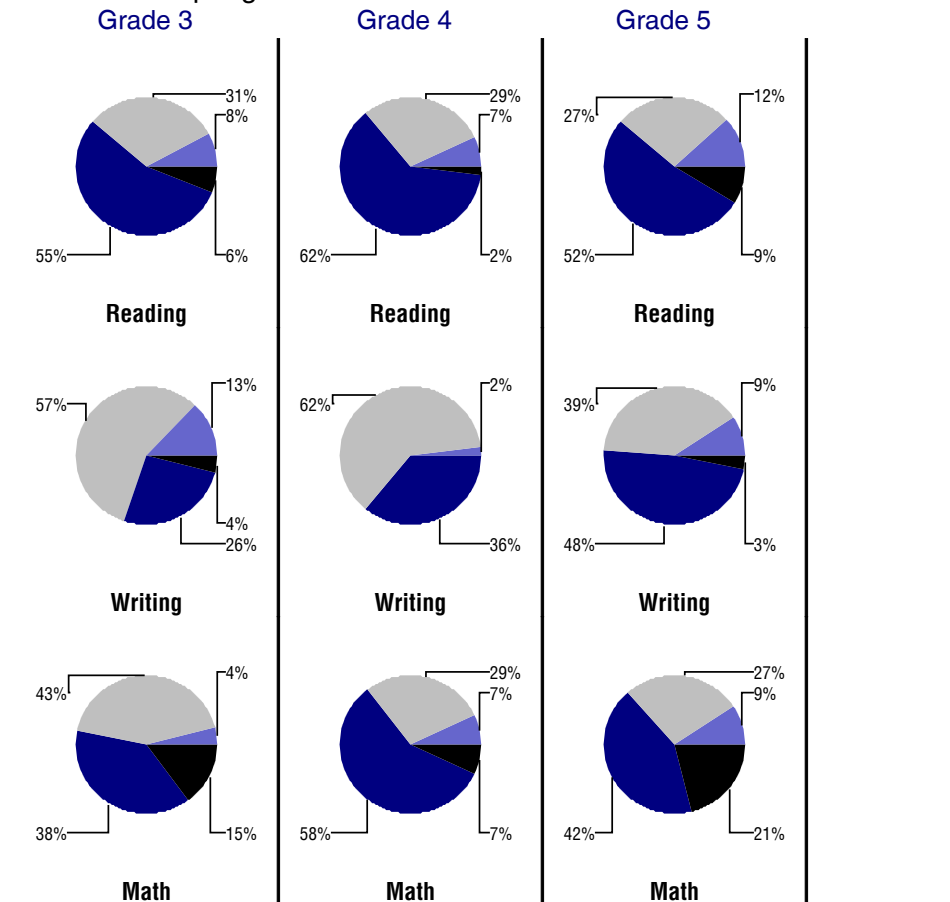 Grade 3 Grade 4 Grade 5
31% 29% 12%
8% 7% 27%
55% 6% 62% 2% 52% 9%
Reading Reading Reading
13% 2% 9%
57% 62% 39%
4%
26% 36% 48% 3%
Writing Writing Writing
4% 29% 27%
43% 7% 9%
38% 15% 58% 7% 42% 21%
Math Math Math